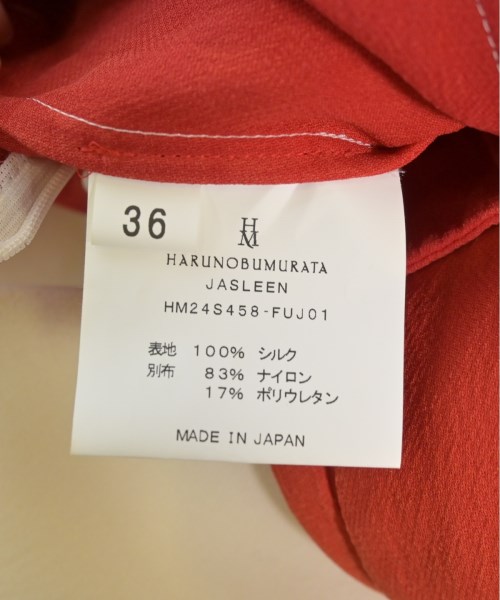 36
HM
HARUNOBUMURATA
JASLEEN
HM24S458-FUJ01
表地 100% シルク
別布 83% ナイロン
17% ポリウレタン
MADE IN JAPAN